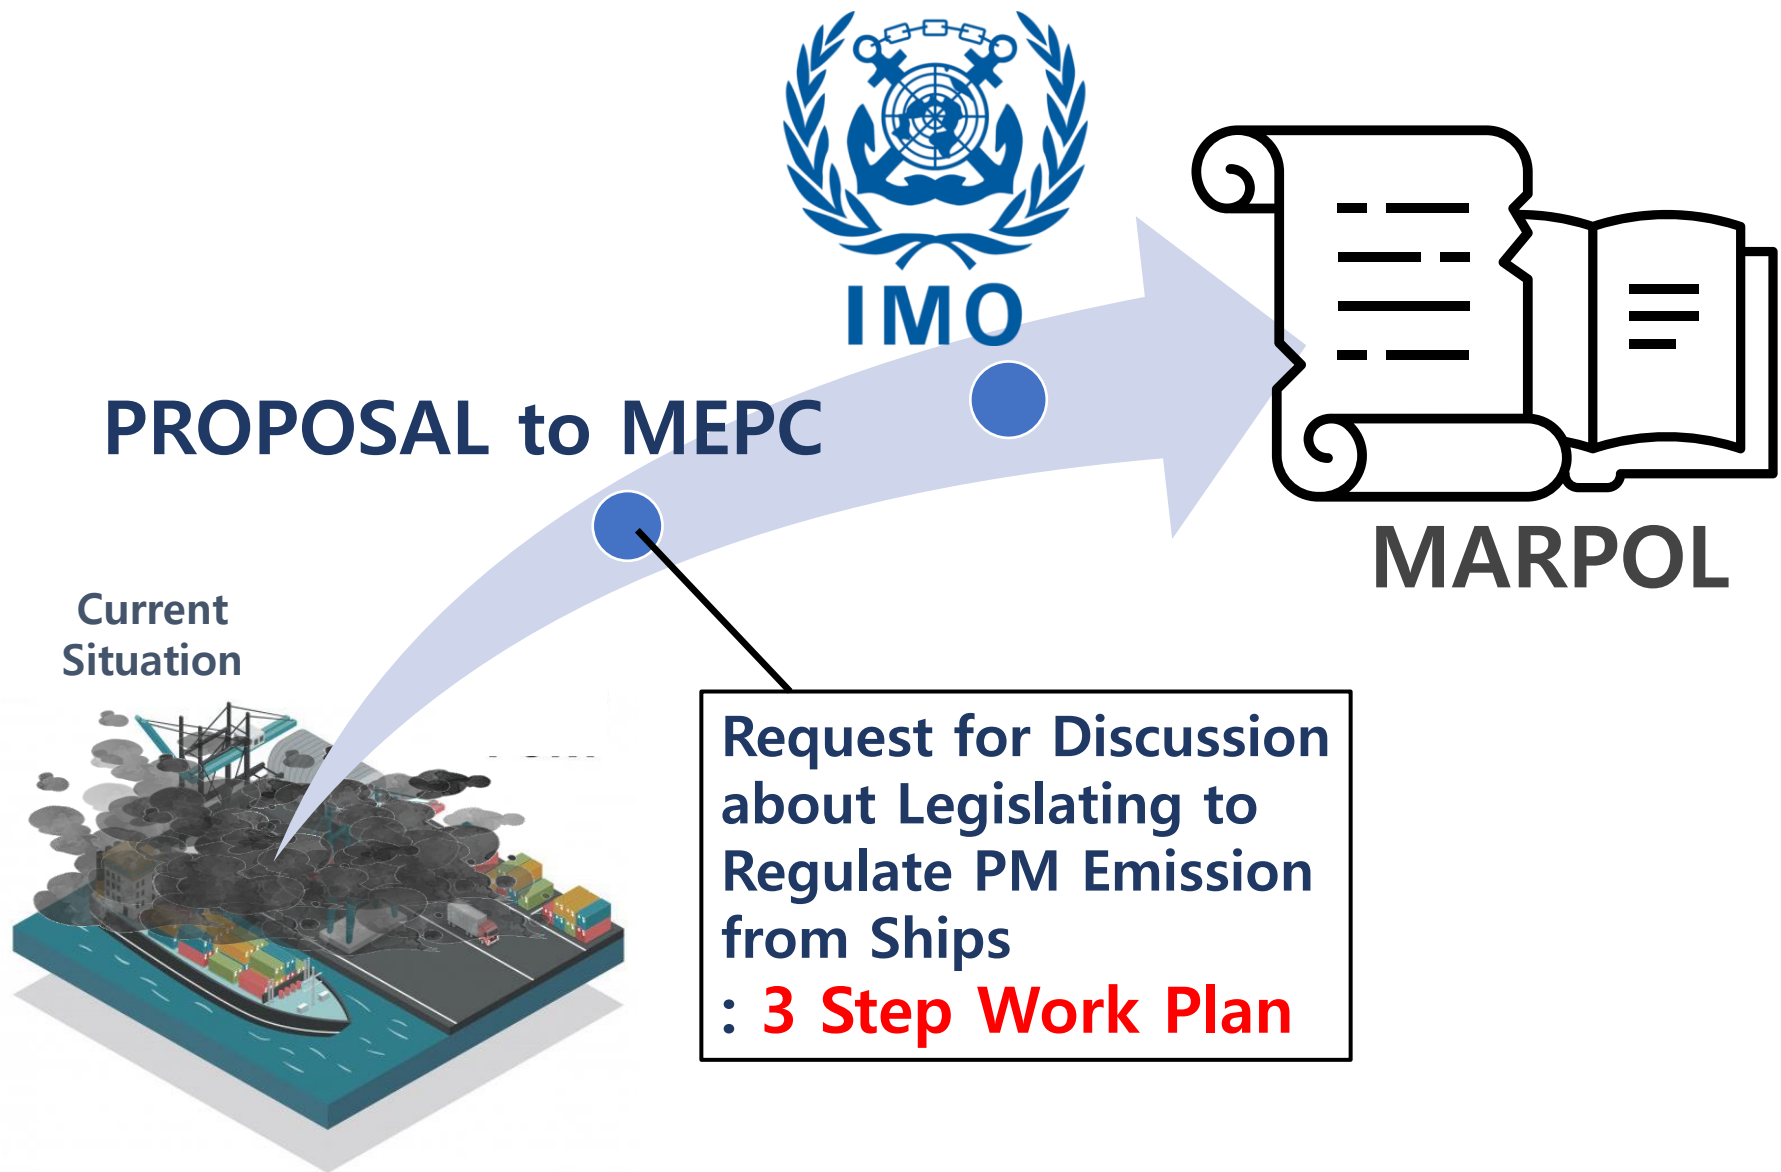 IMO
PROPOSAL to MEPC
MARPOL
Current
Situation
Request for Discussion
about Legislating to
Regulate PM Emission
from Ships
: 3 Step Work Plan